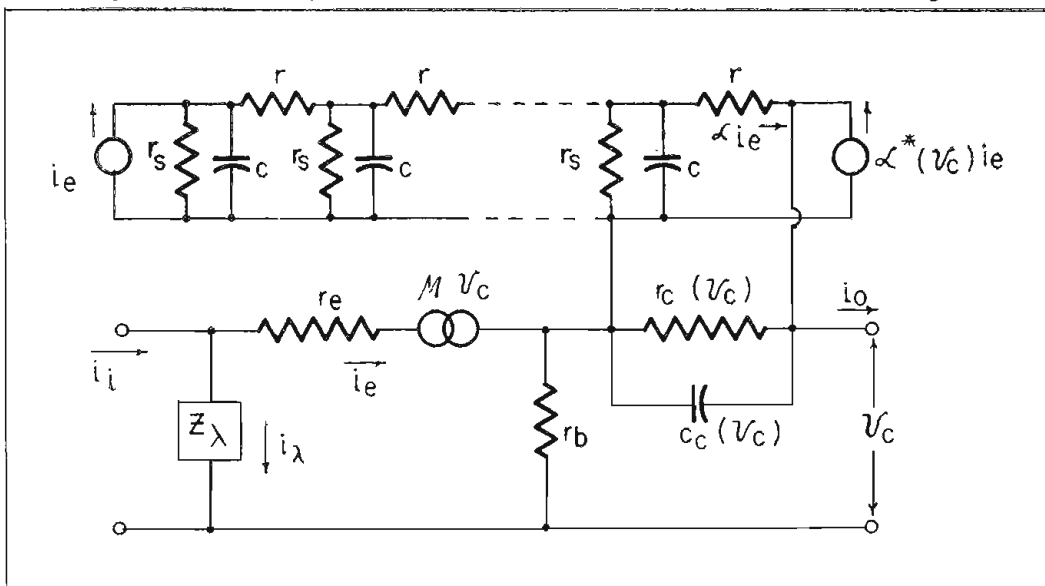 r r r
r_s c r_s c r_s c
i_e αi_e α*(v_c)i_e
r_e μ v_c r_c (v_c) i_o
i_i i_e
z_λ i_λ r_b c_c (v_c) v_c